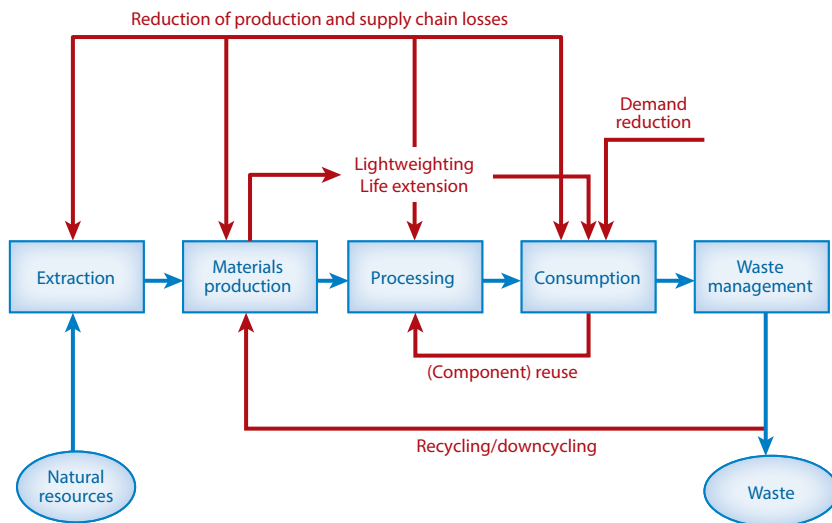 Reduction of production and supply chain losses
Demand
reduction
Lightweighting
Life extension
Extraction
Materials
production
Processing
Consumption
Waste
management
(Component) reuse
Recycling/downcycling
Natural
resources
Waste